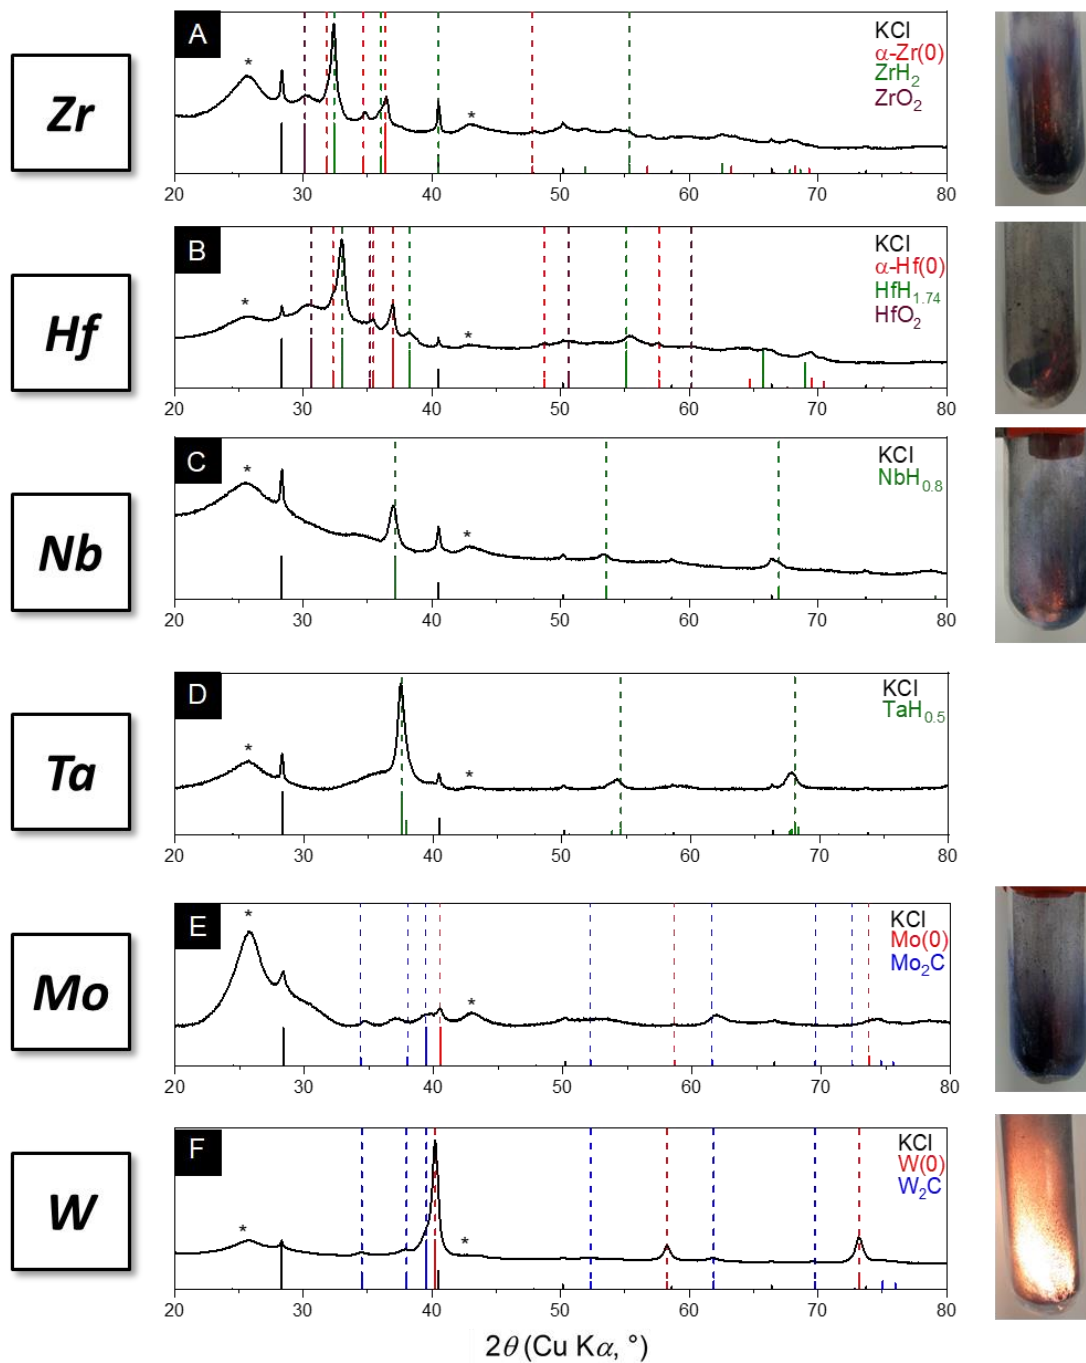 Zr
A
KCl
α-Zr(0)
ZrH2
ZrO2
*
*
20 30 40 50 60 70 80
Hf
B
KCl
α-Hf(0)
HfH1.74
HfO2
*
*
20 30 40 50 60 70 80
Nb
C
KCl
NbH0.8
*
*
20 30 40 50 60 70 80
Ta
D
KCl
TaH0.5
*
*
20 30 40 50 60 70 80
Mo
E
KCl
Mo(0)
Mo2C
*
*
20 30 40 50 60 70 80
W
F
KCl
W(0)
W2C
*
*
20 30 40 50 60 70 80
2θ (Cu Kα, °)